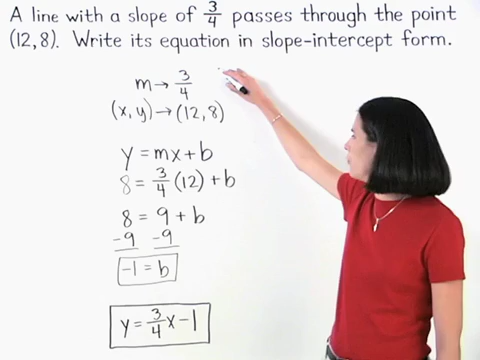 A line with a slope of 3/4 passes through the point
(12,8). Write its equation in slope-intercept form.
m → 3/4
(x, y) → (12, 8)
y = mx + b
8 = 3/4 (12) + b
8 = 9 + b
-9 -9
-1 = b
y = 3/4 x - 1